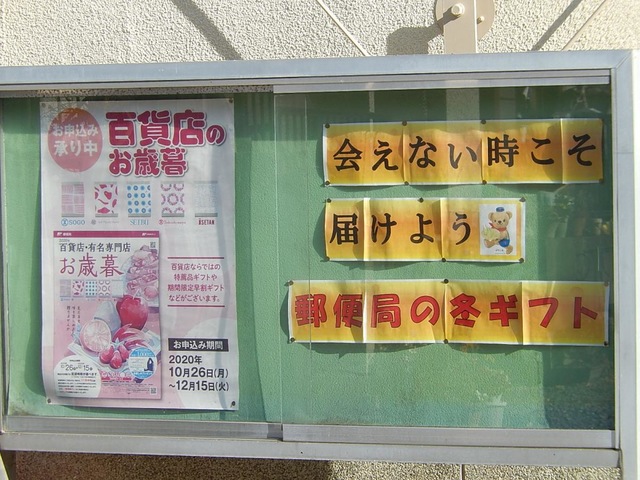 お申込み
承り中
百貨店の
お歳暮
SOGO
SEIBU
ISETAN
百貨店・有名専門店
お歳暮
百貨店ならではの
特選品ギフトや
期間限定早割ギフト
などがございます。
お申込み期間
2020年
10月26日(月)
〜12月15日(火)
会えない時こそ
届けよう
郵便局の冬ギフト